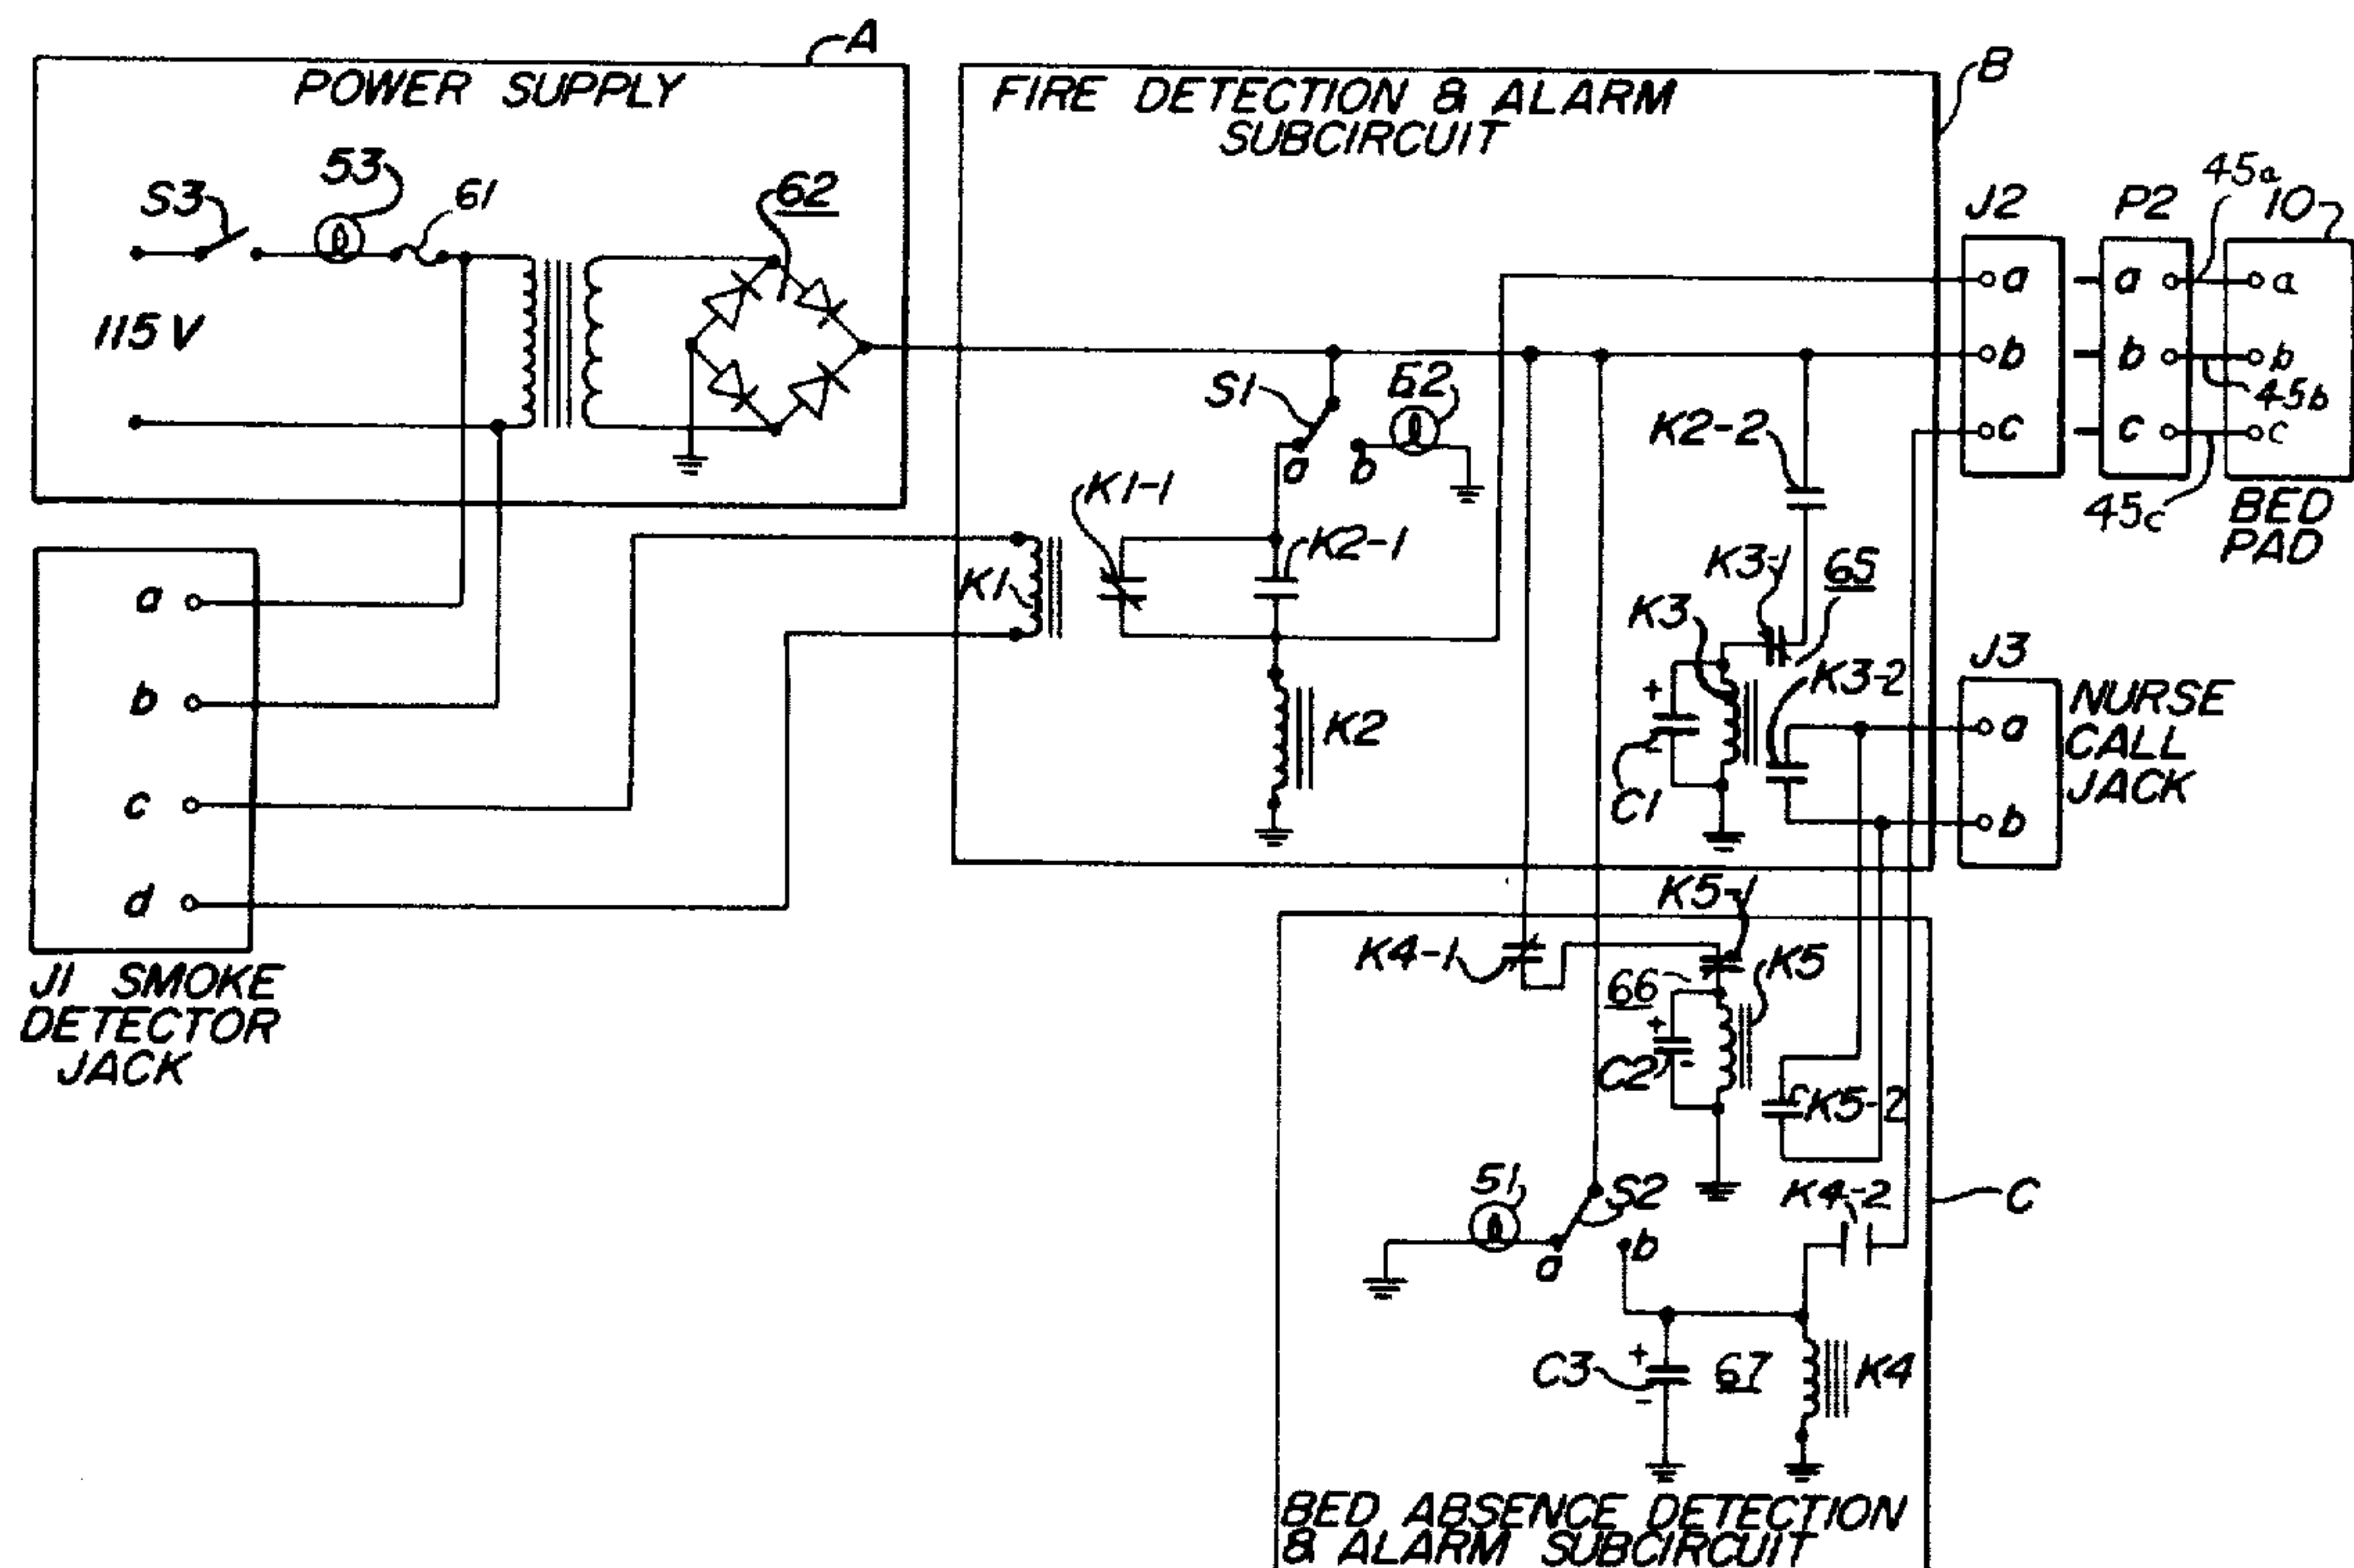 A
POWER SUPPLY
S3
53
61
62
115 V
FIRE DETECTION & ALARM
SUBCIRCUIT
B
S1
a
b
K1-1
K2-1
K1
K2
K2-2
K3-1
65
K3
K3-2
C1
+
-
J2
a
b
c
P2
a
b
c
45a
10
a
b
c
45b
45c
BED
PAD
a
b
c
d
J1 SMOKE
DETECTOR
JACK
J3
a
b
NURSE
CALL
JACK
K4-1
K5-1
66
K5
+
-
C2
K5-2
51
S2
a
b
K4-2
C
C3
+
-
67
K4
BED ABSENCE DETECTION
& ALARM SUBCIRCUIT